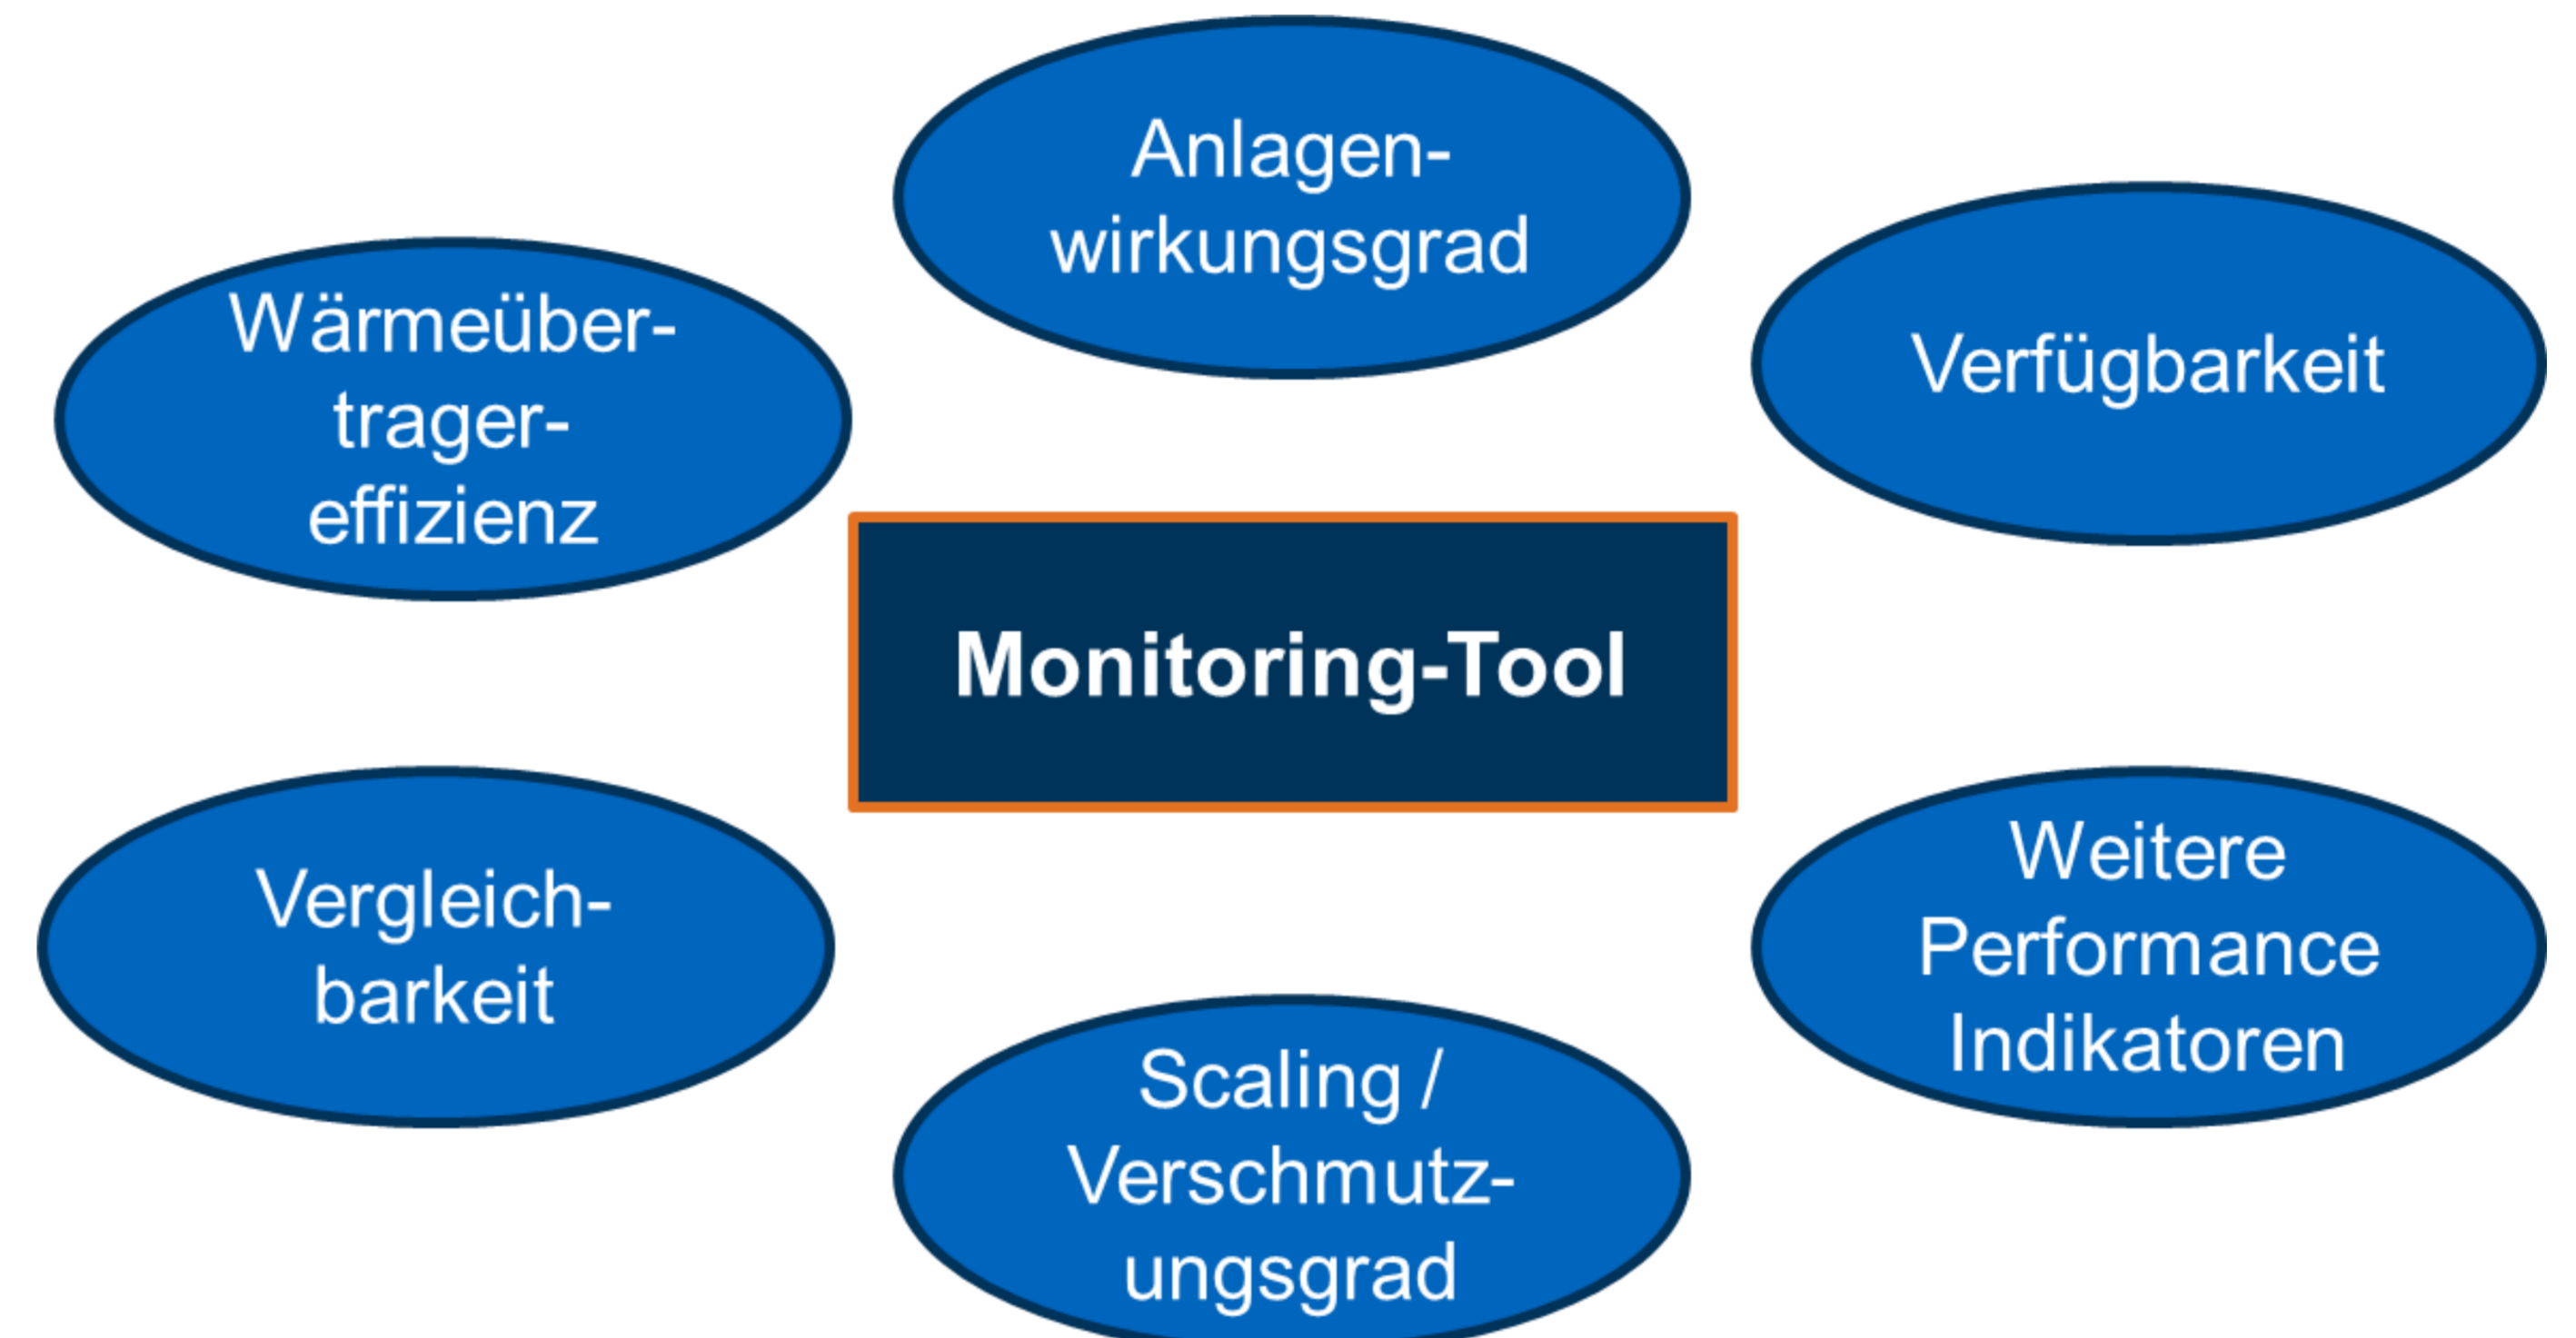 Anlagen-
wirkungsgrad
Verfügbarkeit
Wärmeüber-
trager-
effizienz
Monitoring-Tool
Weitere
Performance
Indikatoren
Vergleich-
barkeit
Scaling /
Verschmutz-
ungsgrad